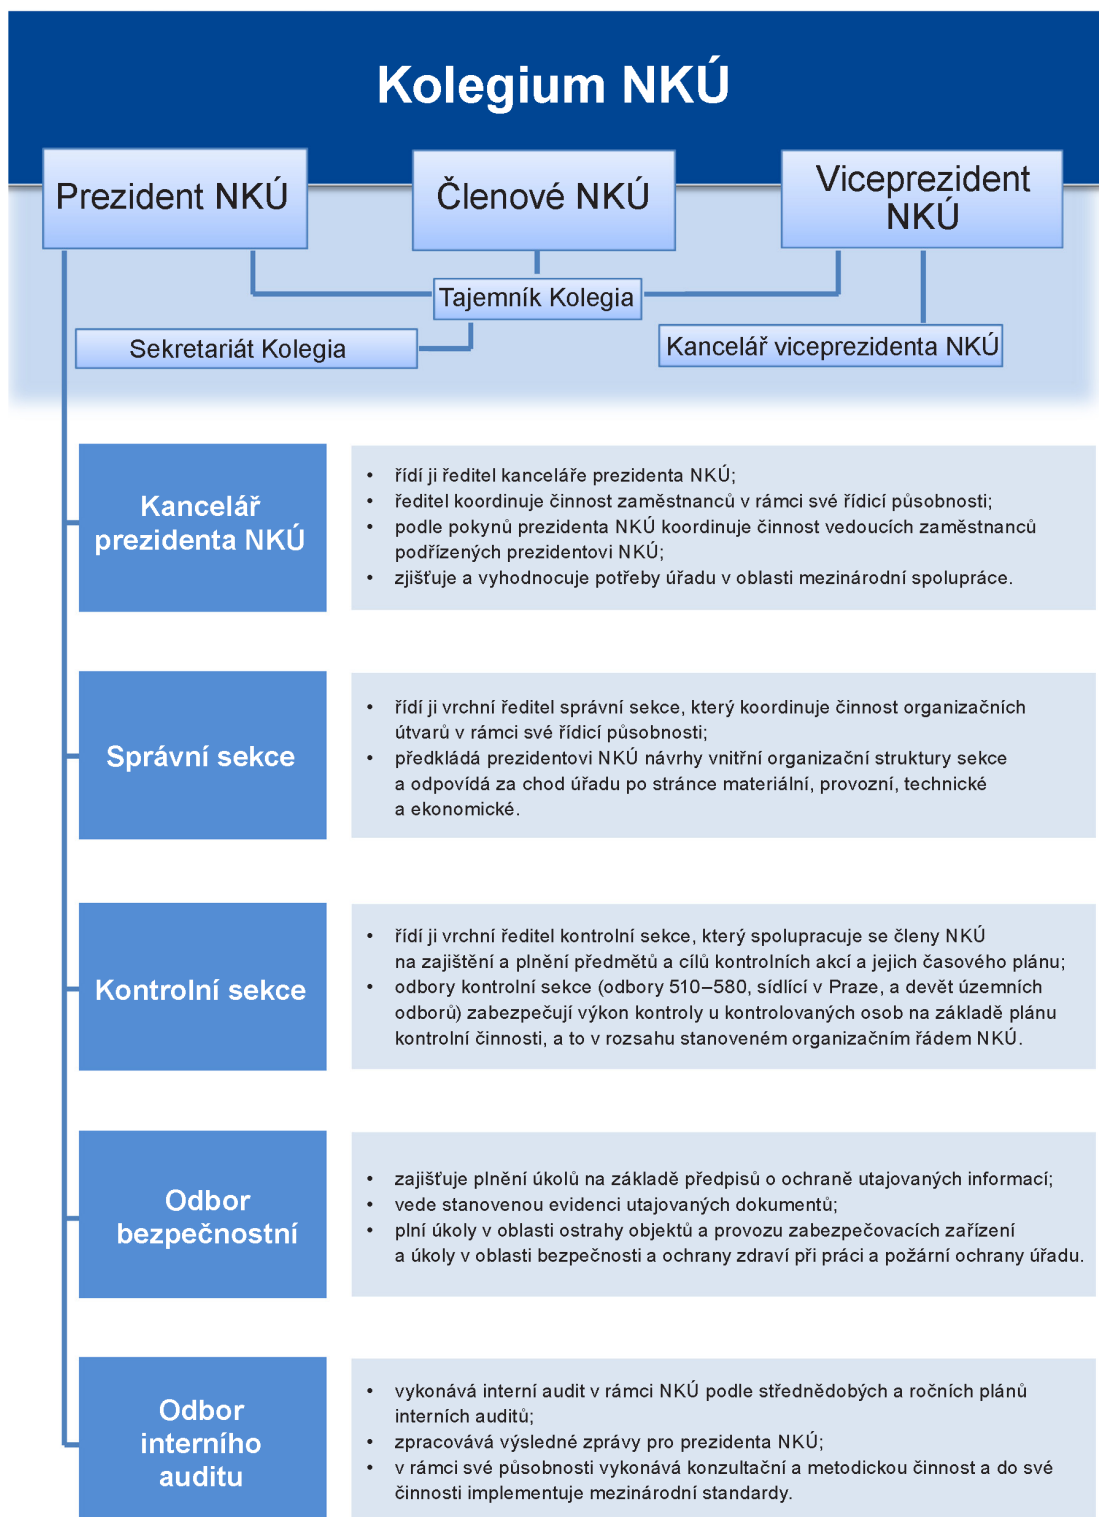 Kolegium NKÚ
Prezident NKÚ
Členové NKÚ
Viceprezident
NKÚ
Tajemník Kolegia
Sekretariát Kolegia
Kancelář viceprezidenta NKÚ
Kancelář
prezidenta NKÚ
• řídí ji ředitel kanceláře prezidenta NKÚ;
• ředitel koordinuje činnost zaměstnanců v rámci své řídicí působnosti;
• podle pokynů prezidenta NKÚ koordinuje činnost vedoucích zaměstnanců
podřízených prezidentovi NKÚ;
• zjišťuje a vyhodnocuje potřeby úřadu v oblasti mezinárodní spolupráce.
Správní sekce
• řídí ji vrchní ředitel správní sekce, který koordinuje činnost organizačních
útvarů v rámci své řídicí působnosti;
• předkládá prezidentovi NKÚ návrhy vnitřní organizační struktury sekce
a odpovídá za chod úřadu po stránce materiální, provozní, technické
a ekonomické.
Kontrolní sekce
• řídí ji vrchní ředitel kontrolní sekce, který spolupracuje se členy NKÚ
na zajištění a plnění předmětů a cílů kontrolních akcí a jejich časového plánu;
• odbory kontrolní sekce (odbory 510–580, sídlící v Praze, a devět územních
odborů) zabezpečují výkon kontroly u kontrolovaných osob na základě plánu
kontrolní činnosti, a to v rozsahu stanoveném organizačním řádem NKÚ.
Odbor
bezpečnostní
• zajišťuje plnění úkolů na základě předpisů o ochraně utajovaných informací;
• vede stanovenou evidenci utajovaných dokumentů;
• plní úkoly v oblasti ostrahy objektů a provozu zabezpečovacích zařízení
a úkoly v oblasti bezpečnosti a ochrany zdraví při práci a požární ochrany úřadu.
Odbor
interního
auditu
• vykonává interní audit v rámci NKÚ podle střednědobých a ročních plánů
interních auditů;
• zpracovává výsledné zprávy pro prezidenta NKÚ;
• v rámci své působnosti vykonává konzultační a metodickou činnost a do své
činnosti implementuje mezinárodní standardy.